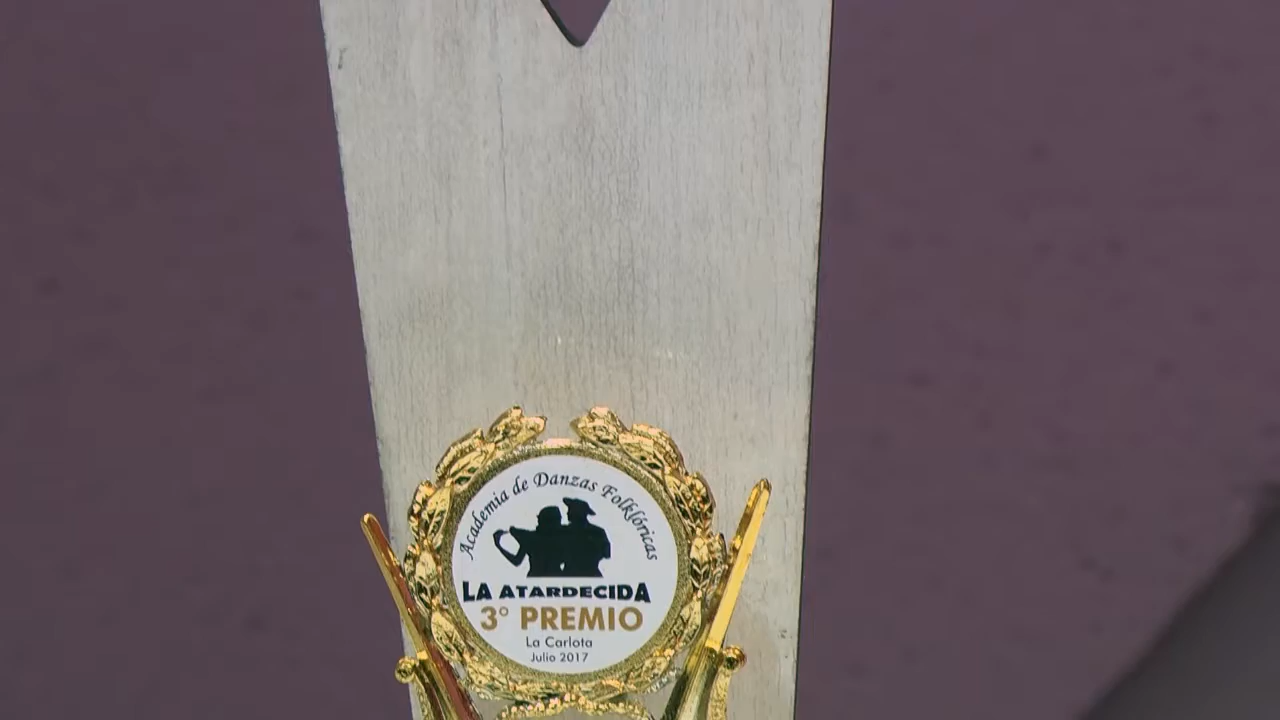 Academia de Danzas Folklóricas
LA ATARDECIDA
3° PREMIO
La Carlota
Julio 2017